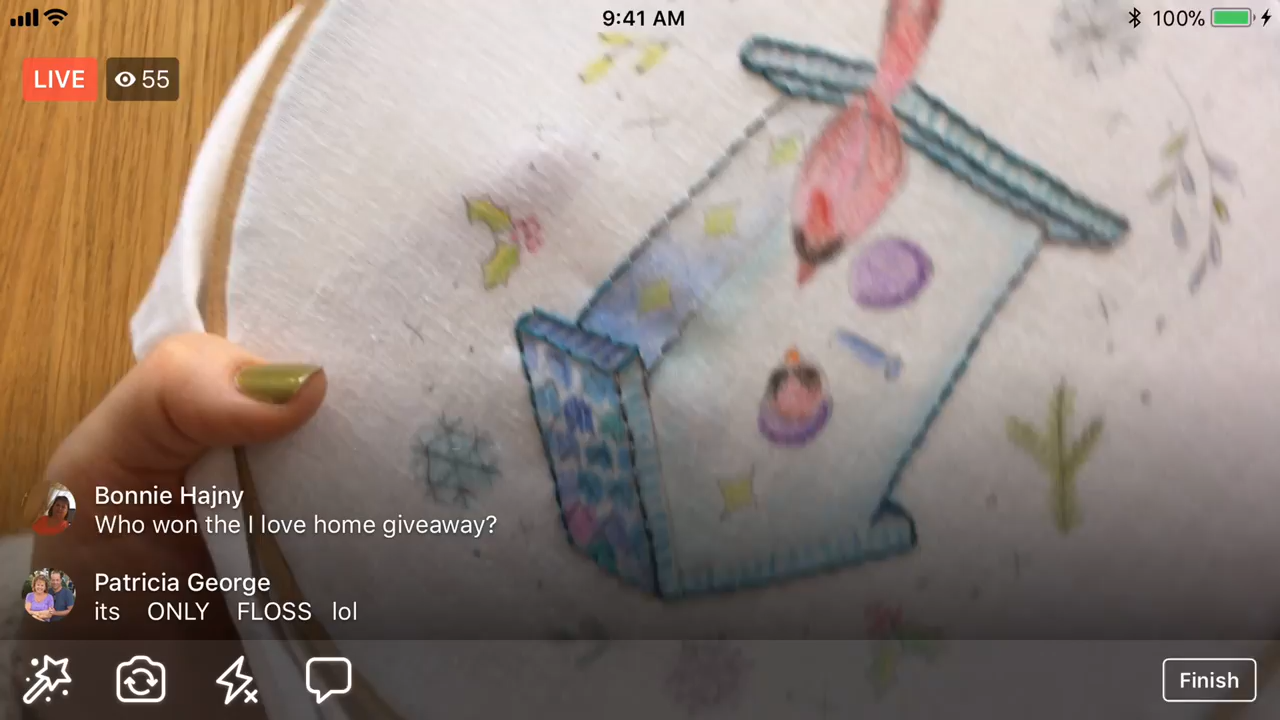 9:41 AM
100%
LIVE
55
Bonnie Hajny
Who won the I love home giveaway?
Patricia George
its ONLY FLOSS lol
Finish